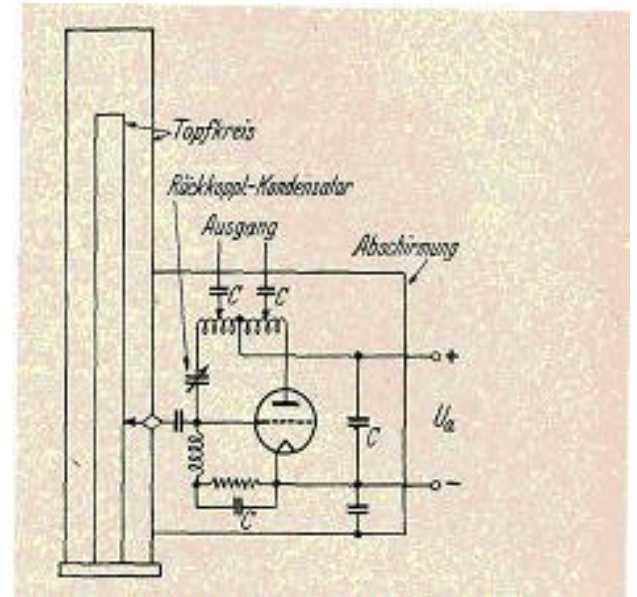 Topfkreis
Rückkoppl-Kondensator
Ausgang
Abschirmung
C C
+
C
Ua
−
C